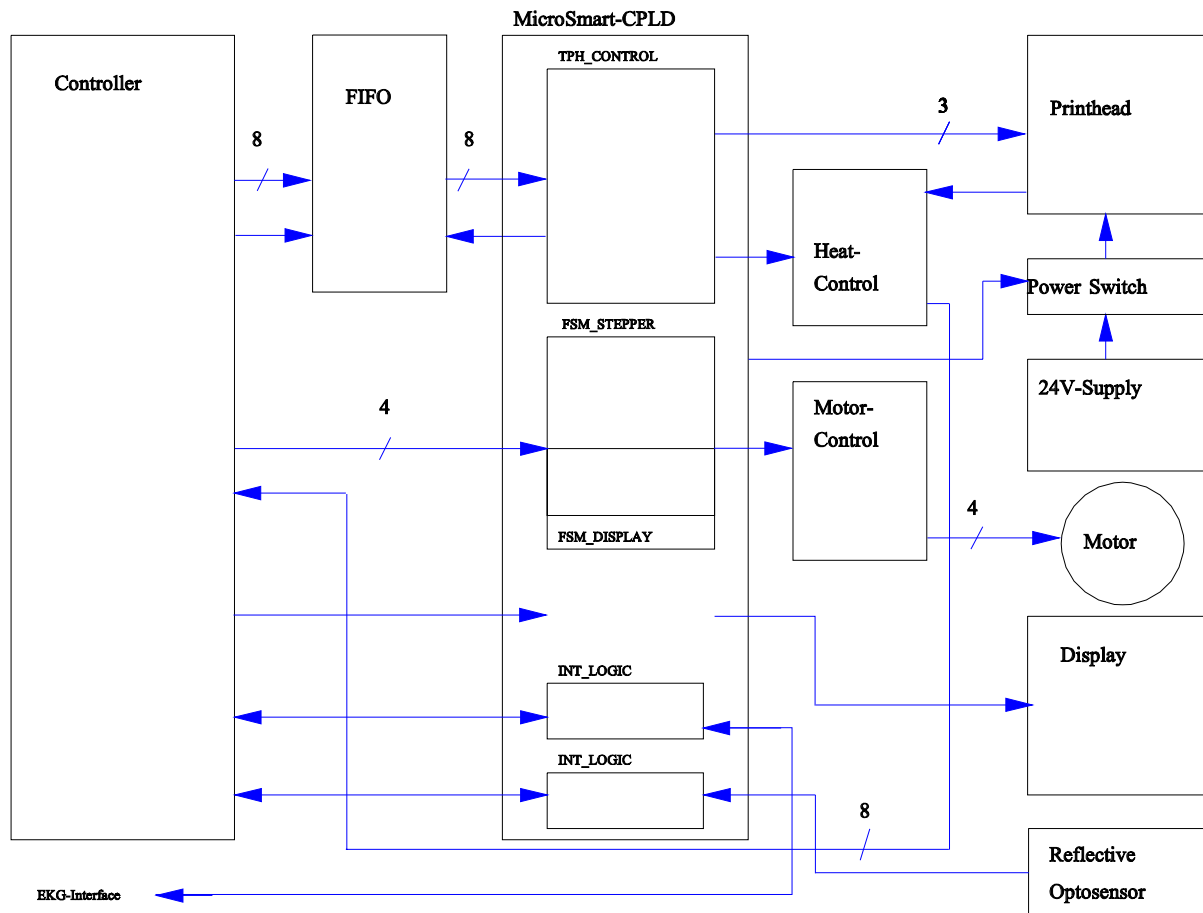 MicroSmart-CPLD
Controller
FIFO
TPH_CONTROL
Printhead
3
8
8
Heat-
Control
Power Switch
FSM_STEPPER
24V-Supply
4
Motor-
Control
4
Motor
FSM_DISPLAY
Display
INT_LOGIC
INT_LOGIC
8
Reflective
Optosensor
EKG-Interface